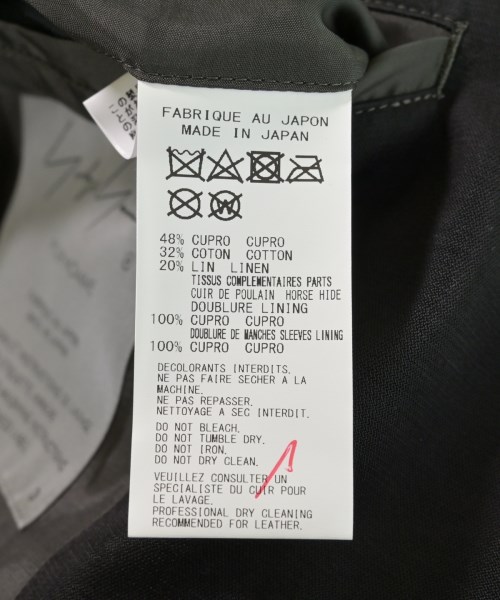 FABRIQUE AU JAPON
MADE IN JAPAN
48% CUPRO CUPRO
32% COTON COTTON
20% LIN LINEN
TISSUS COMPLEMENTAIRES PARTS
CUIR DE POULAIN HORSE HIDE
DOUBLURE LINING
100% CUPRO CUPRO
DOUBLURE DE MANCHES SLEEVES LINING
100% CUPRO CUPRO
DECOLORANTS INTERDITS.
NE PAS FAIRE SECHER A LA
MACHINE.
NE PAS REPASSER.
NETTOYAGE A SEC INTERDIT.
DO NOT BLEACH.
DO NOT TUMBLE DRY.
DO NOT IRON.
DO NOT DRY CLEAN.
VEUILLEZ CONSULTER UN
SPECIALISTE DU CUIR POUR
LE LAVAGE.
PROFESSIONAL DRY CLEANING
RECOMMENDED FOR LEATHER.